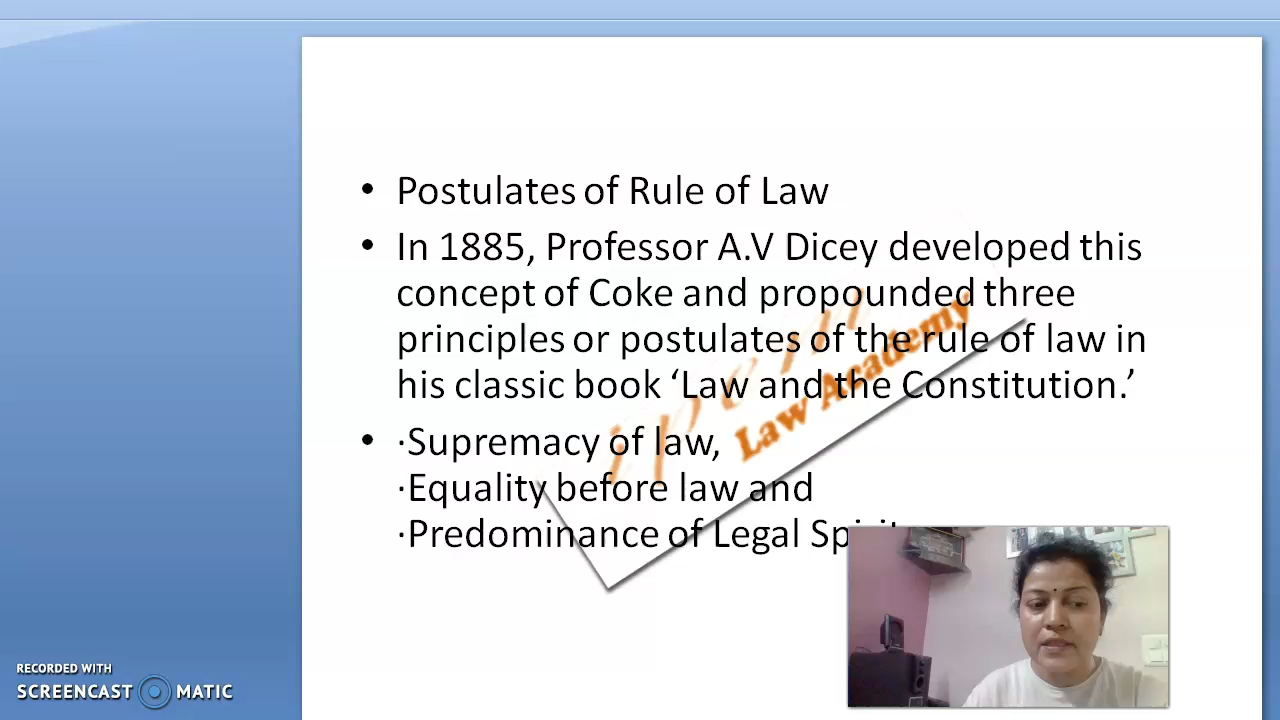 • Postulates of Rule of Law
• In 1885, Professor A.V Dicey developed this
concept of Coke and propounded three
principles or postulates of the rule of law in
his classic book ‘Law and the Constitution.’
• ·Supremacy of law,
·Equality before law and
·Predominance of Legal
Law Academy
RECORDED WITH
SCREENCAST MATIC